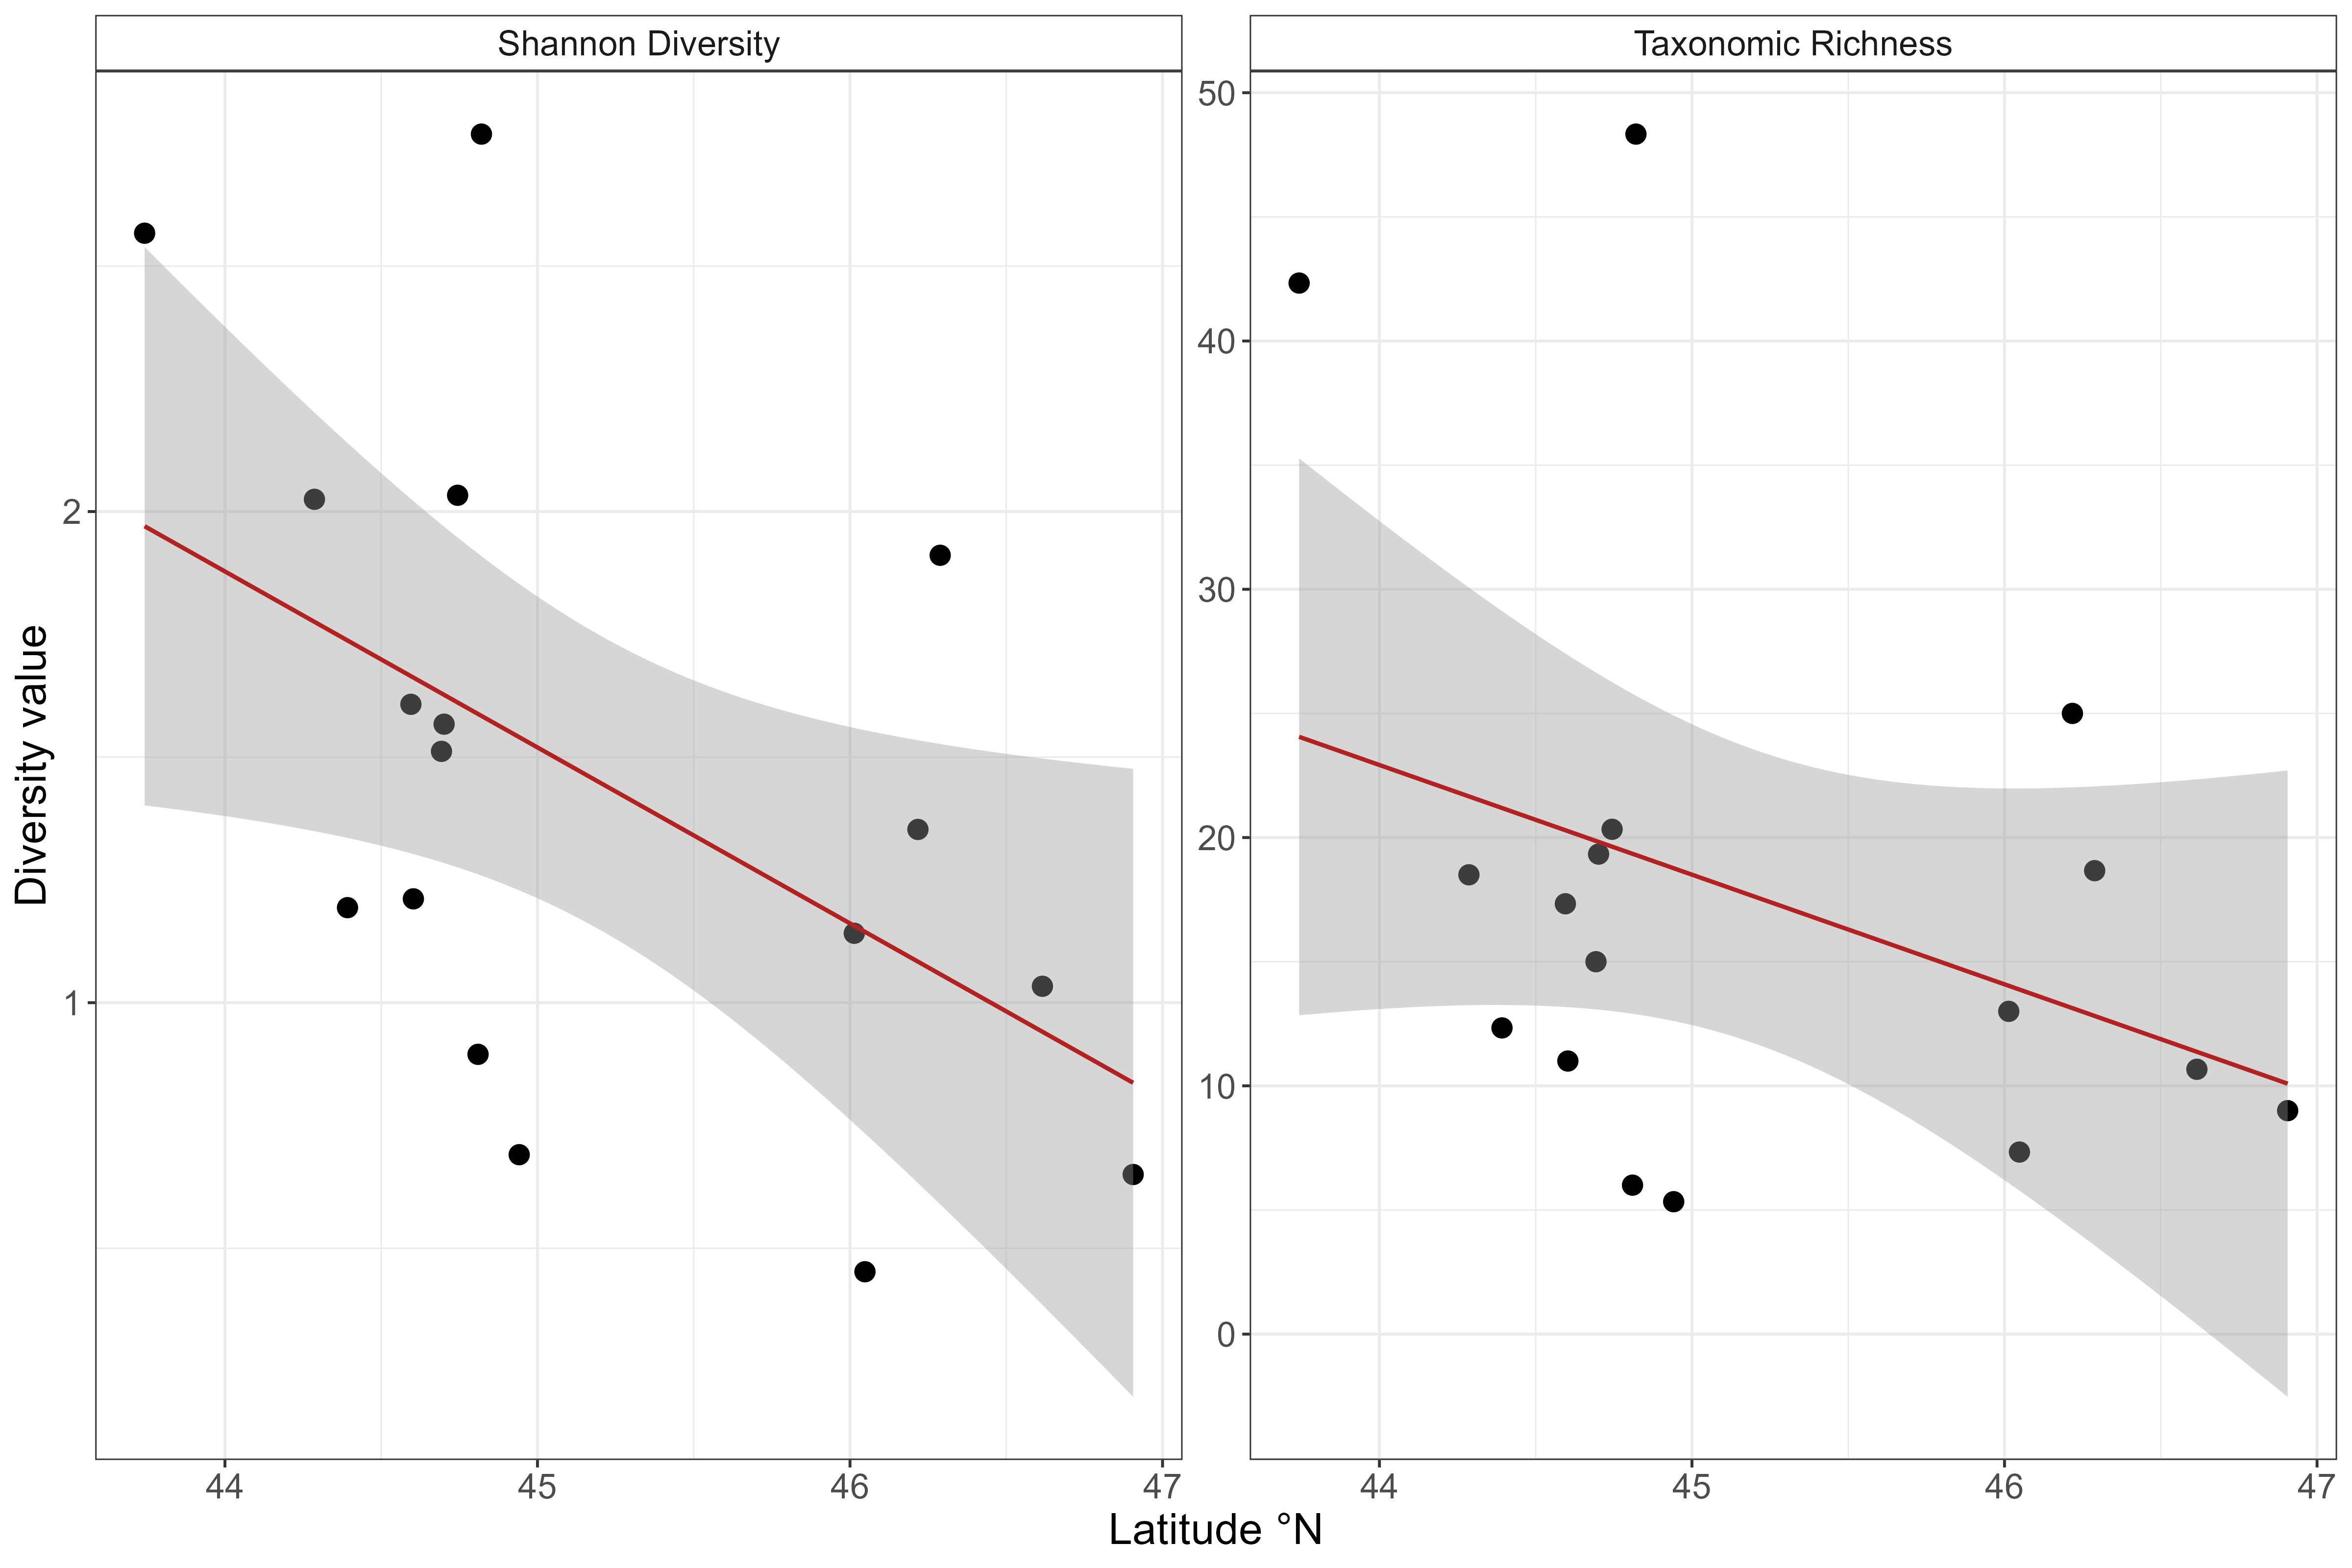 Shannon Diversity
Taxonomic Richness
Diversity value
2
1
50
40
30
20
10
0
44 45 46 47
44 45 46 47
Latitude °N